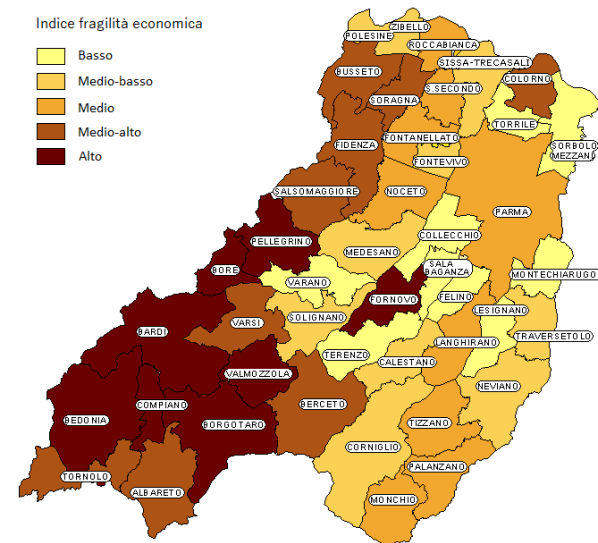 Indice fragilità economica
Basso
Medio-basso
Medio
Medio-alto
Alto
ZIBELLO
POLESINE
ROCCABIANCA
SISSA-TRECASALI
BUSSETO
COLORNO
S.SECONDO
SORAGNA
TORRILE
FONTANELLATO
FIDENZA
SORBOLO
MEZZANI
FONTEVIVO
SALSOMAGGIORE
NOCETO
PARMA
COLLECCHIO
PELLEGRINO
MEDESANO
BORE
SALA
BAGANZA
MONTECHIARUGO
VARANO
FORNOVO
FELINO
LESIGNANO
SOLIGNANO
VARSI
BARDI
TRAVERSETOLO
LANGHIRANO
TERENZO
CALESTANO
VALMOZZOLA
NEVIANO
COMPIANO
BERCETO
BEDONIA
BORGOTARO
TIZZANO
CORNIGLIO
PALANZANO
TORNOLO
ALBARETO
MONCHIO